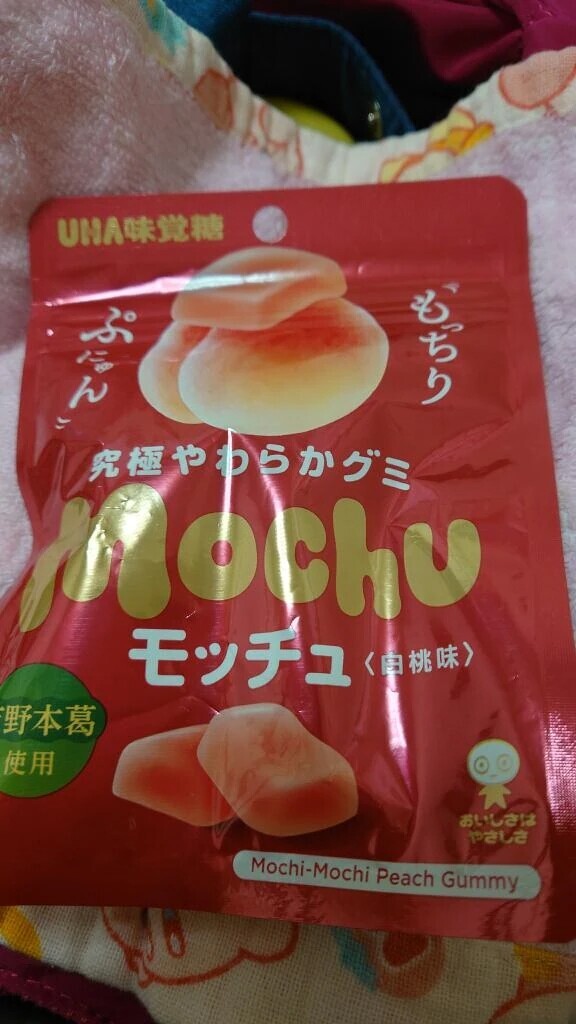 UHA味覚糖
「もっちり
ぷにゅん」
究極やわらかグミ
mochu
モッチュ〈白桃味〉
野本葛
使用
おいしさは
やさしさ
Mochi-Mochi Peach Gummy